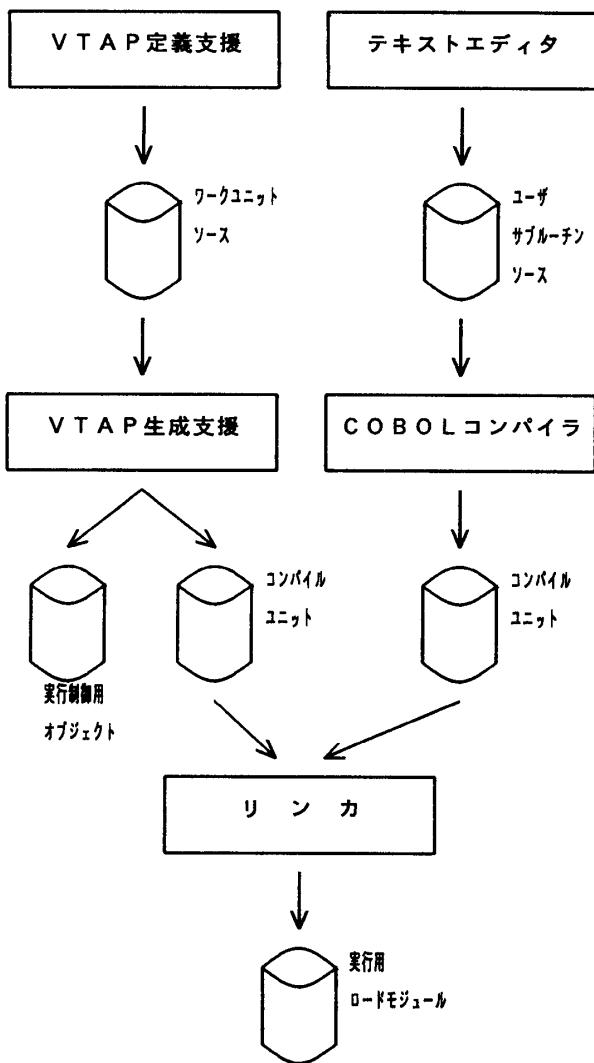 VTAP定義支援
テキストエディタ
ワークユニット
ソース
ユーザ
サブルーチン
ソース
VTAP生成支援
COBOLコンパイラ
コンパイル
ユニット
コンパイル
ユニット
実行制御用
オブジェクト
リンカ
実行用
ロードモジュール